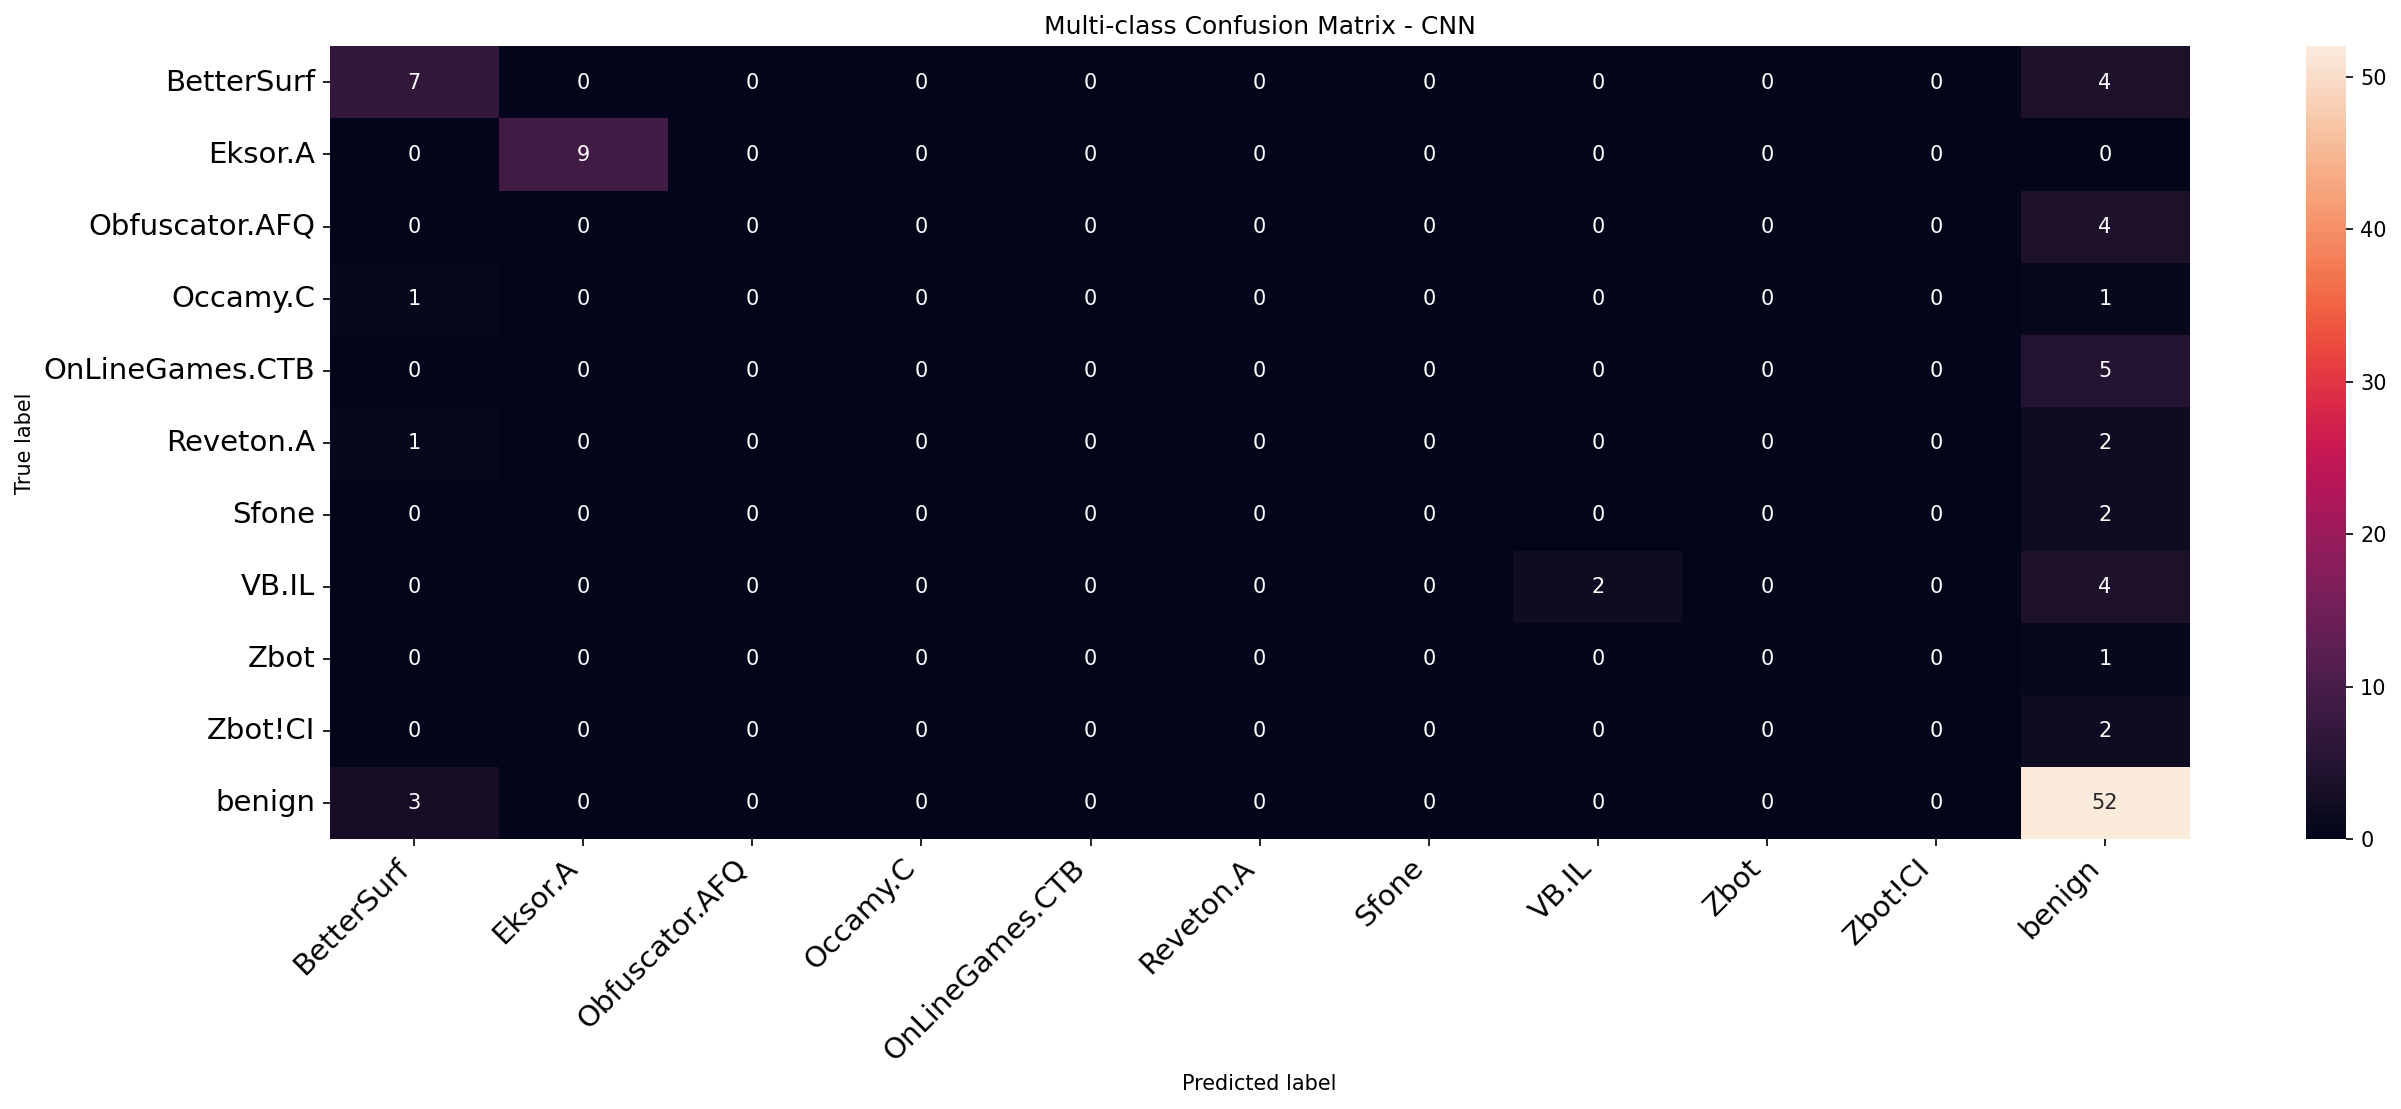 Multi-class Confusion Matrix - CNN
True label
BetterSurf 7 0 0 0 0 0 0 0 0 0 4
Eksor.A 0 9 0 0 0 0 0 0 0 0 0
Obfuscator.AFQ 0 0 0 0 0 0 0 0 0 0 4
Occamy.C 1 0 0 0 0 0 0 0 0 0 1
OnLineGames.CTB 0 0 0 0 0 0 0 0 0 0 5
Reveton.A 1 0 0 0 0 0 0 0 0 0 2
Sfone 0 0 0 0 0 0 0 0 0 0 2
VB.IL 0 0 0 0 0 0 0 2 0 0 4
Zbot 0 0 0 0 0 0 0 0 0 0 1
Zbot!CI 0 0 0 0 0 0 0 0 0 0 2
benign 3 0 0 0 0 0 0 0 0 0 52
BetterSurf
Eksor.A
Obfuscator.AFQ
Occamy.C
OnLineGames.CTB
Reveton.A
Sfone
VB.IL
Zbot
Zbot!CI
benign
Predicted label
50
40
30
20
10
0